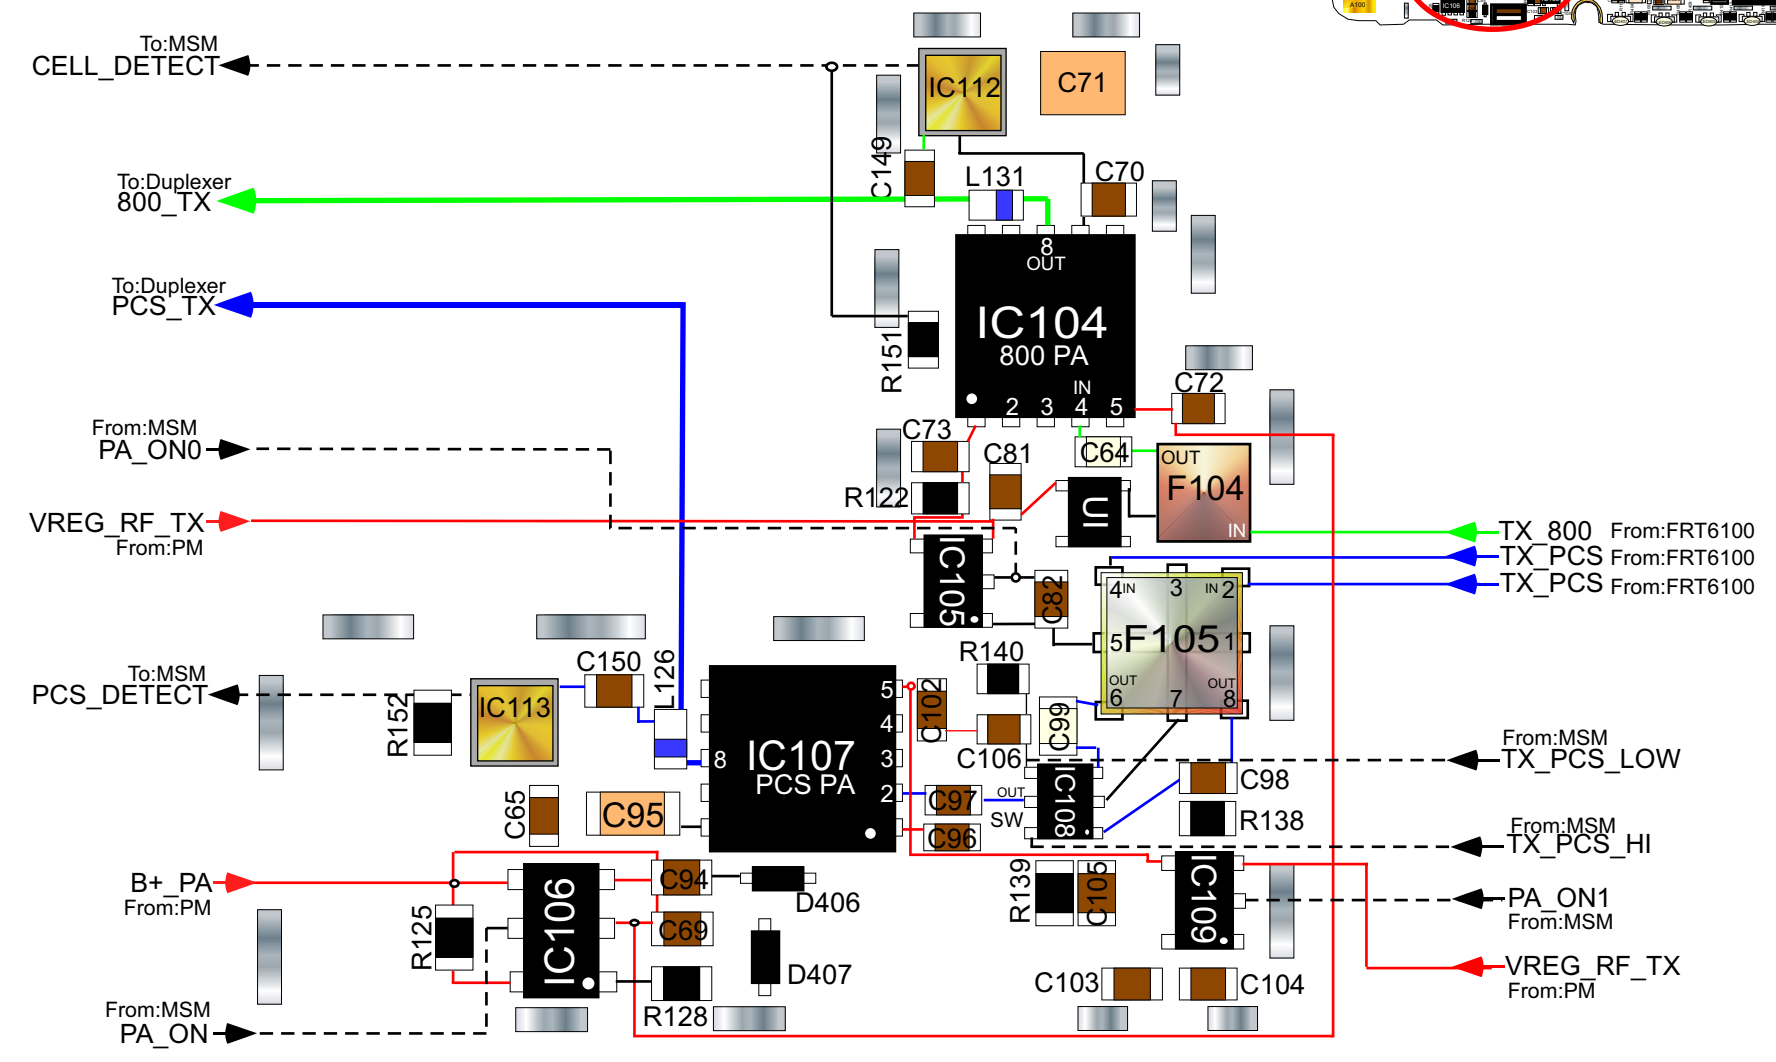 A100
IC106
To:MSM
CELL_DETECT
IC112
C71
C149
L131
C70
To:Duplexer
800_TX
8
OUT
To:Duplexer
PCS_TX
IC104
800 PA
R151
IN
2 3 4 5
C72
From:MSM
PA_ON0
C73
C81
C64
OUT
F104
IN
R122
UI
VREG_RF_TX
From:PM
TX_800 From:FRT6100
TX_PCS From:FRT6100
TX_PCS From:FRT6100
IC105
C82
4 IN 3 IN 2
5 F105 1
OUT OUT
6 7 8
R140
To:MSM
PCS_DETECT
R152
IC113
C150
L126
5
4
3
2
8
IC107
PCS PA
C102
C106
C99
From:MSM
TX_PCS_LOW
C65
C95
C97
C96
OUT
SW
IC108
C98
R138
From:MSM
TX_PCS_HI
B+_PA
From:PM
R125
IC106
C94
C69
D406
D407
R128
R139
C105
IC109
PA_ON1
From:MSM
C103
C104
VREG_RF_TX
From:PM
From:MSM
PA_ON